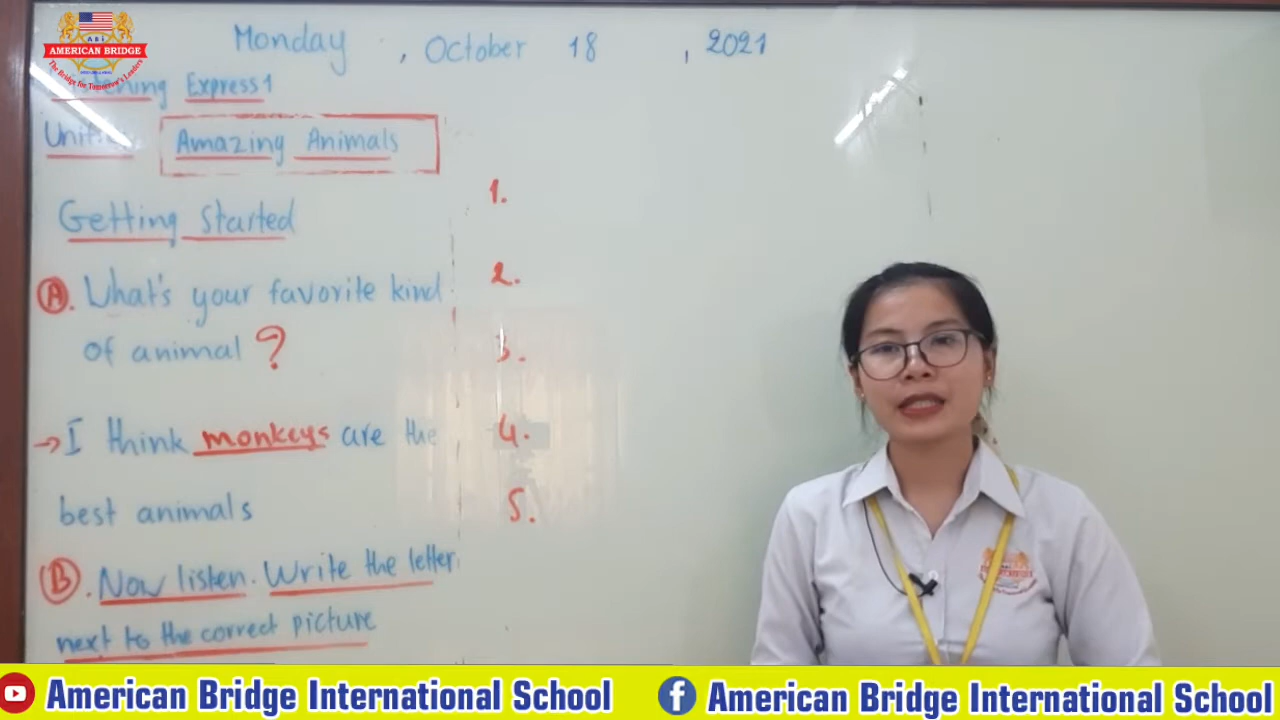 AMERICAN BRIDGE
The Bridge for Tomorrow's Leaders
Monday, October 18, 2021
Express 1
Amazing Animals
Getting Started
A. What's your favorite kind
of animal?
→ I think monkeys are the
best animals
B. Now listen. Write the letter
next to the correct picture
1.
2.
3.
4.
5.
American Bridge International School
American Bridge International School